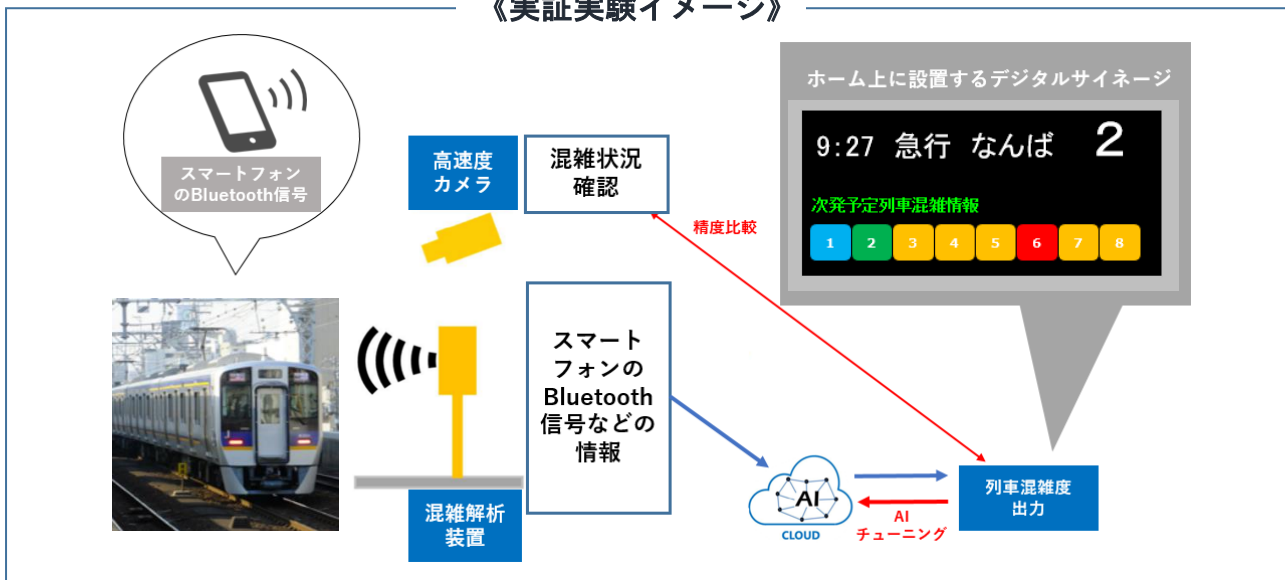 《実証実験イメージ》
スマートフォン
のBluetooth信号
高速度
カメラ
混雑状況
確認
ホーム上に設置するデジタルサイネージ
9:27 急行 なんば 2
次発予定列車混雑情報
1 2 3 4 5 6 7 8
精度比較
スマート
フォンの
Bluetooth
信号などの
情報
混雑解析
装置
AI
CLOUD
AI
チューニング
列車混雑度
出力